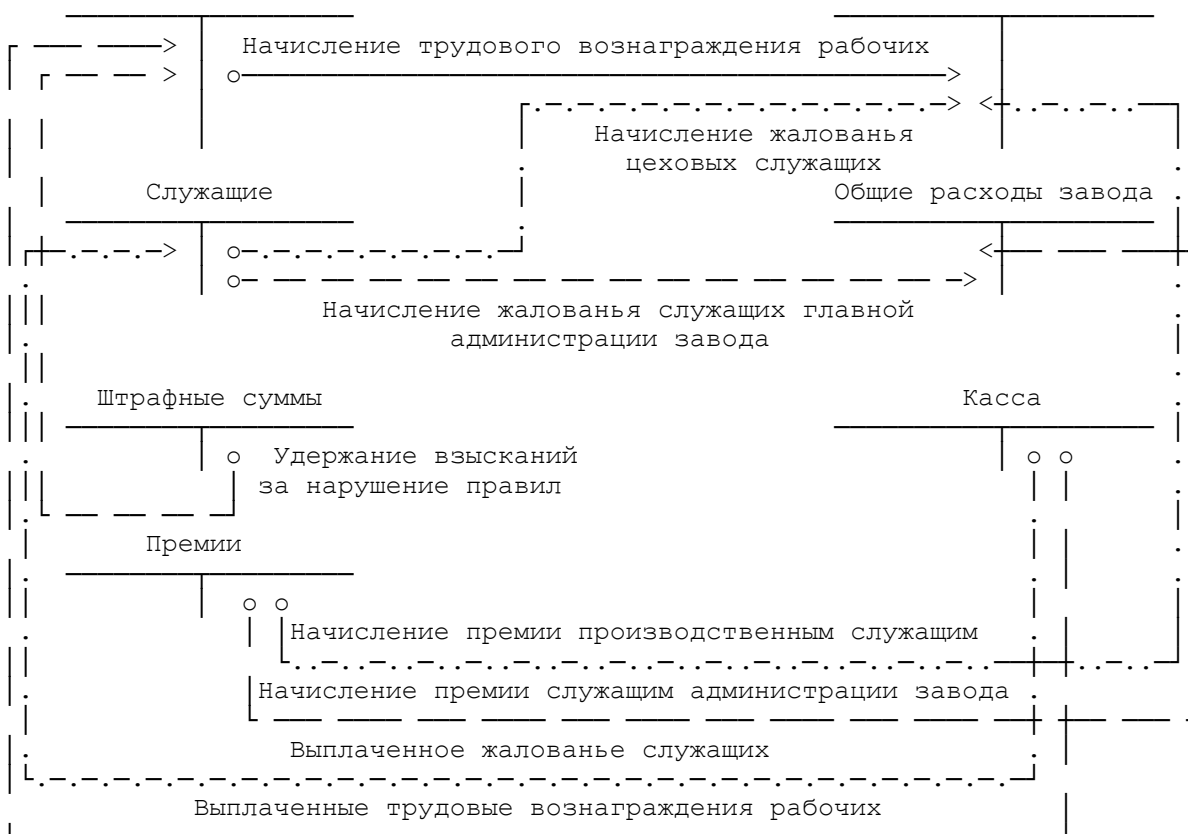 Начисление трудового вознаграждения рабочих
Начисление жалованья
цеховых служащих
Служащие
Общие расходы завода
Начисление жалованья служащих главной
администрации завода
Штрафные суммы
Касса
Удержание взысканий
за нарушение правил
Премии
Начисление премии производственным служащим
Начисление премии служащим администрации завода
Выплаченное жалованье служащих
Выплаченные трудовые вознаграждения рабочих